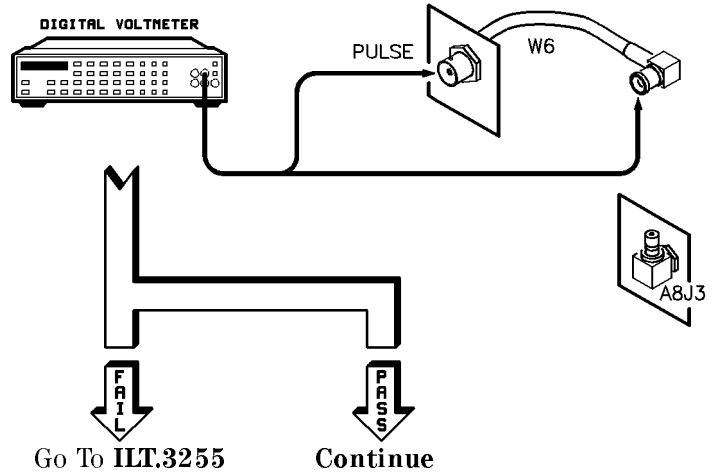 DIGITAL VOLTMETER
PULSE
W6
A8J3
FAIL
PASS
Go To ILT.3255
Continue